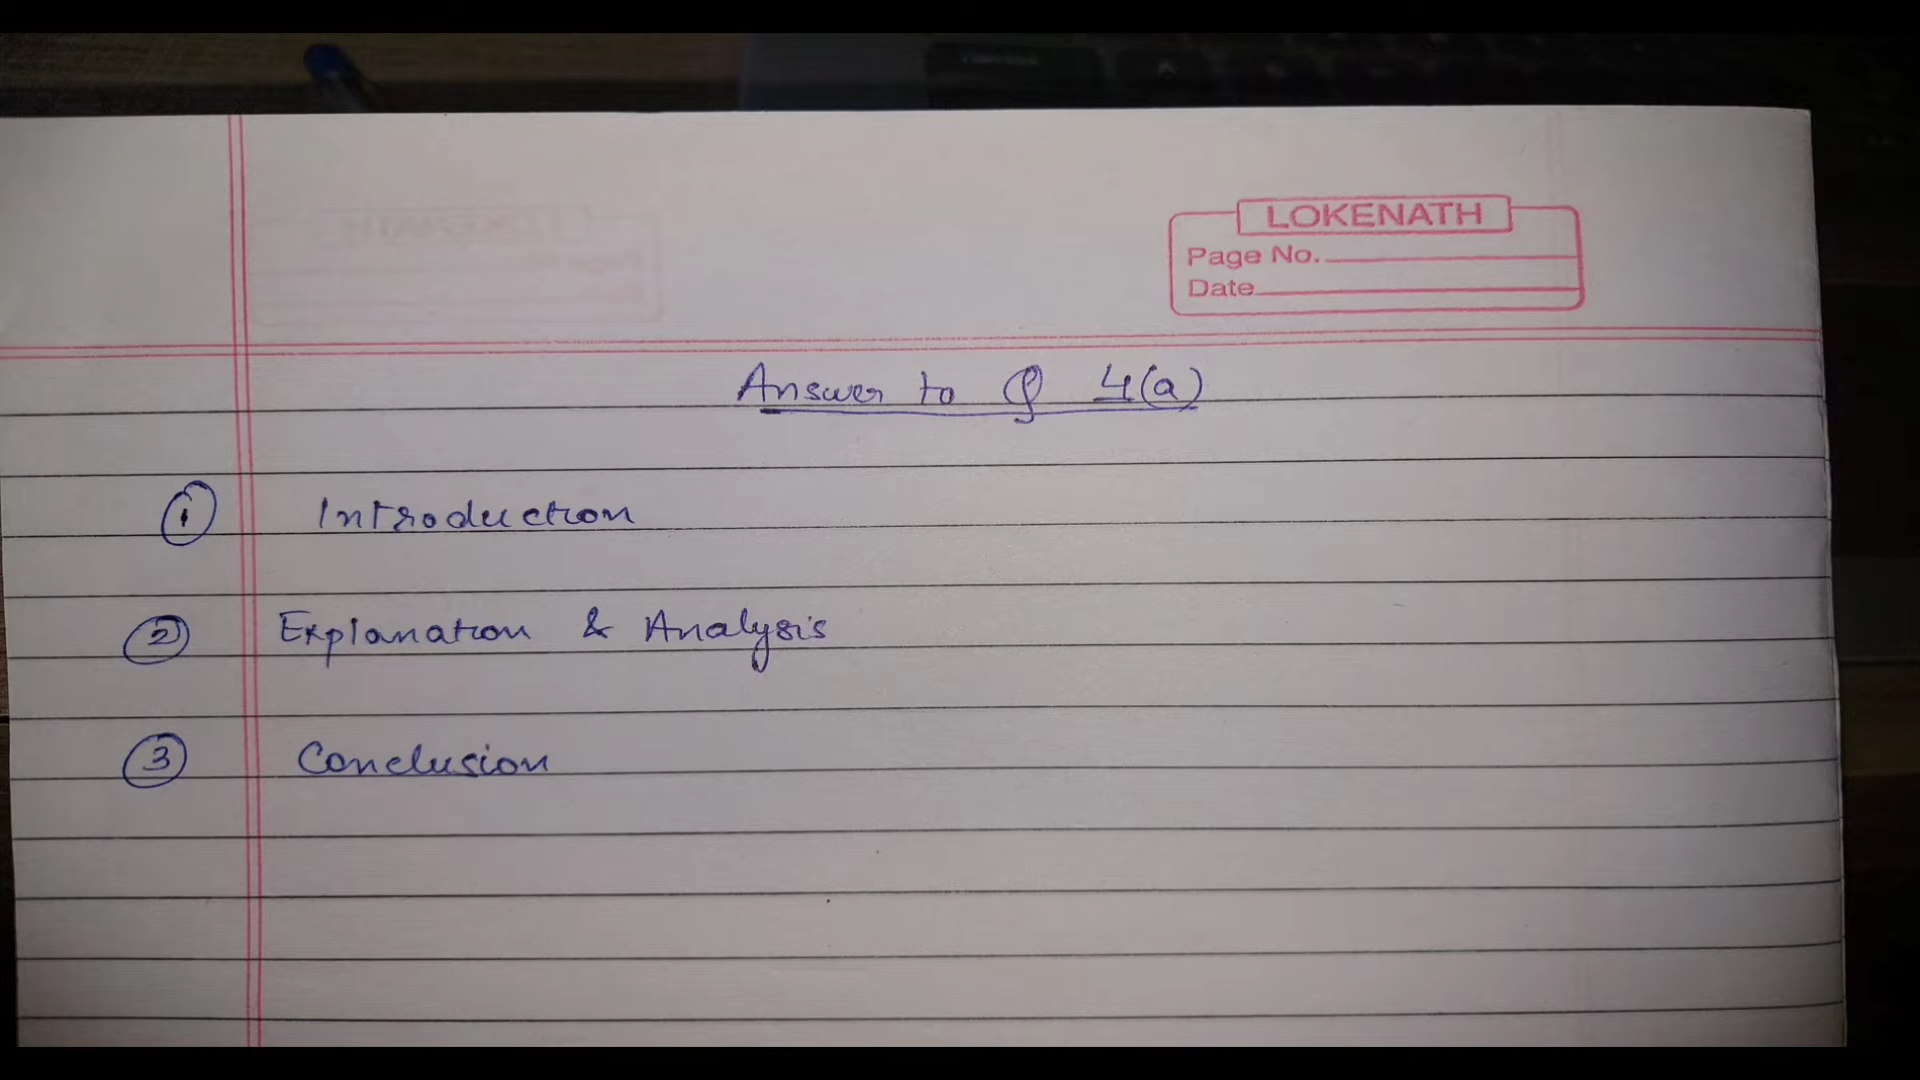 LOKENATH
Page No.
Date
Answer to Q 4(a)
1 Introduction
2 Explanation & Analysis
3 Conclusion